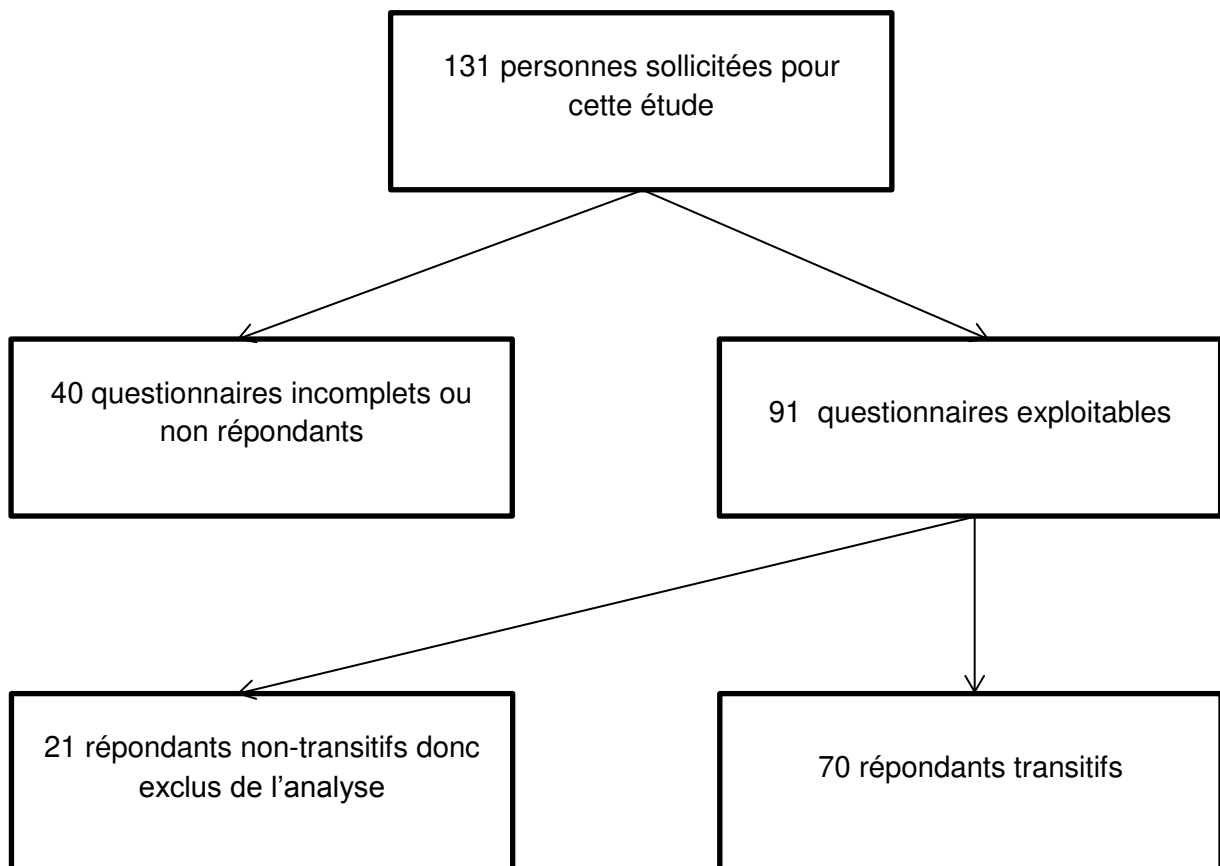 131 personnes sollicitées pour
cette étude
40 questionnaires incomplets ou
non répondants
91 questionnaires exploitables
21 répondants non-transitifs donc
exclus de l’analyse
70 répondants transitifs